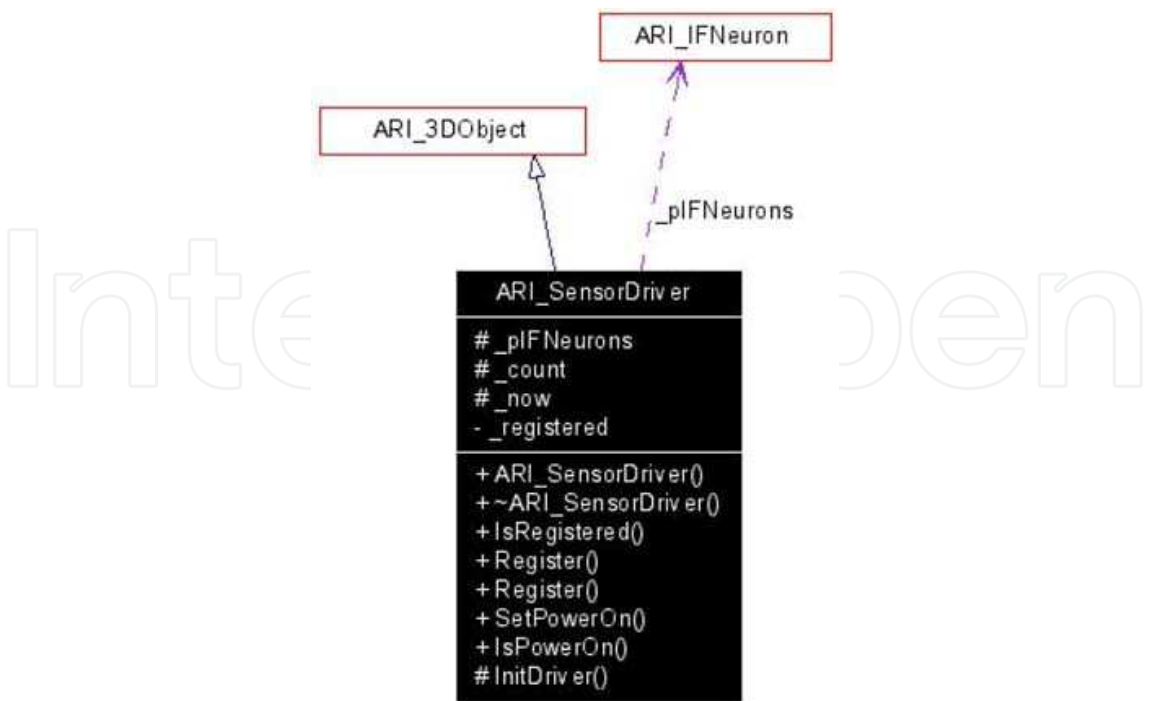 ARI_IFNeuron
ARI_3DObject
_pIFNeurons
ARI_SensorDriver
# _pIFNeurons
# _count
# _now
- _registered
+ ARI_SensorDriver()
+ ~ARI_SensorDriver()
+ IsRegistered()
+ Register()
+ Register()
+ SetPowerOn()
+ IsPowerOn()
# InitDriver()